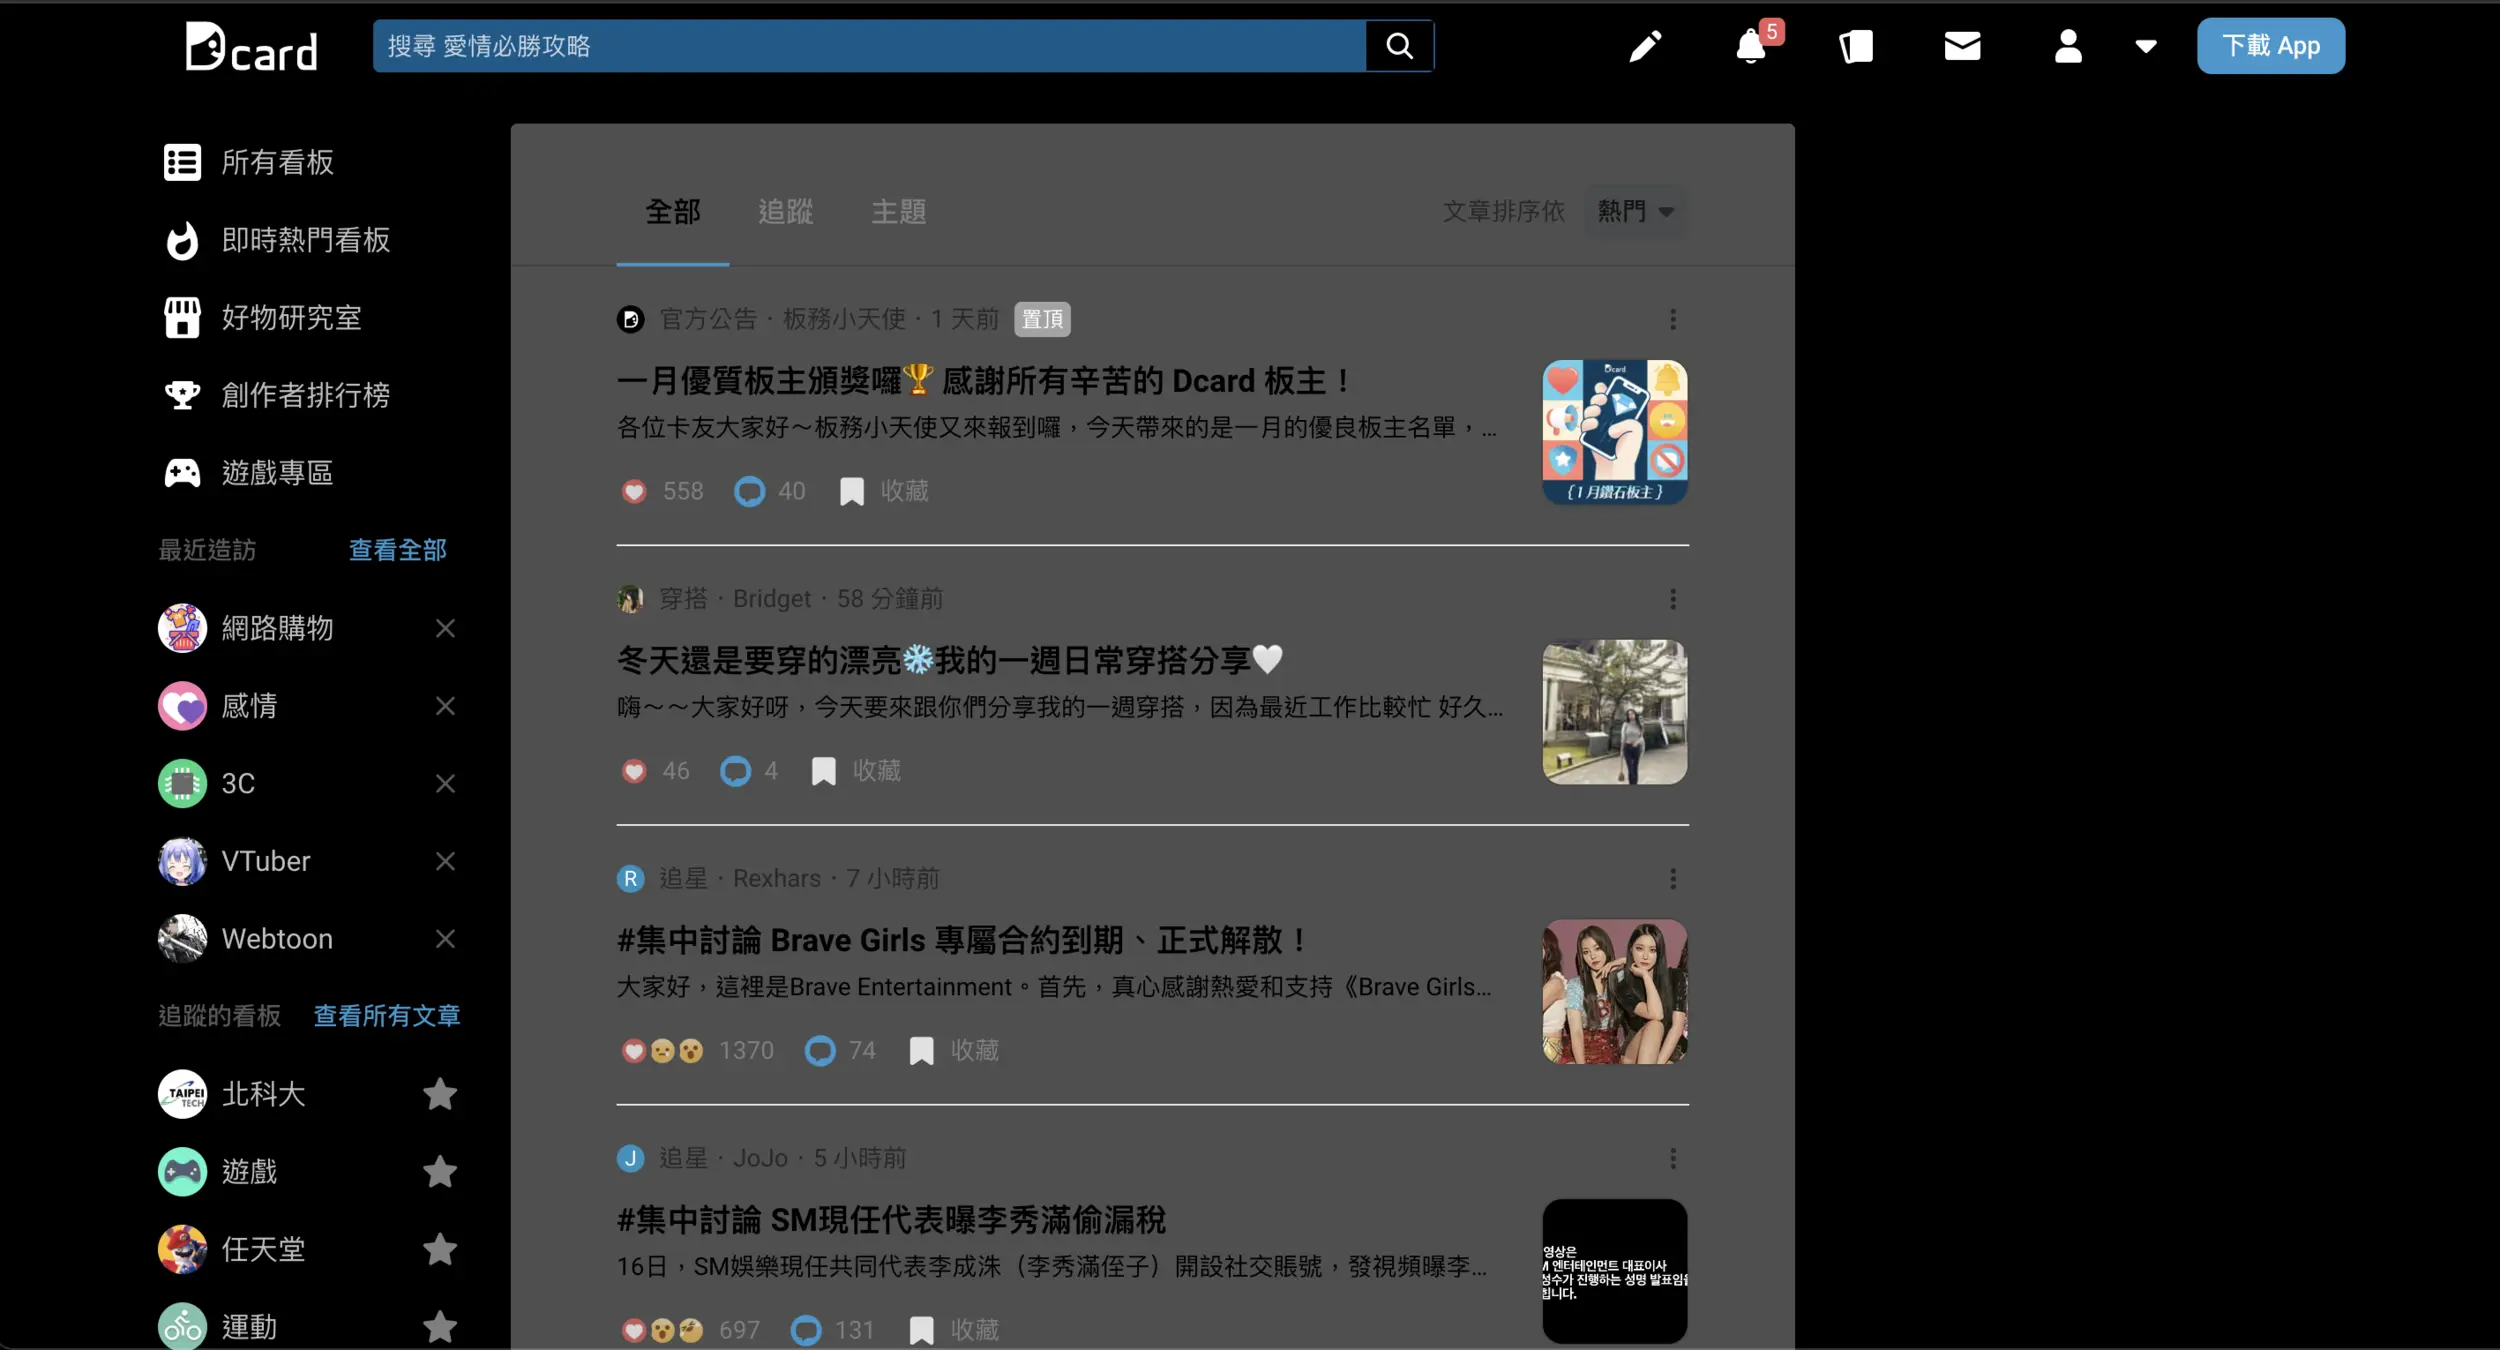 Dcard
搜尋 愛情必勝攻略
5
下載 App
所有看板
即時熱門看板
好物研究室
創作者排行榜
遊戲專區
最近造訪 查看全部
網路購物
感情
3C
VTuber
Webtoon
追蹤的看板 查看所有文章
TAIPEI TECH
北科大
遊戲
任天堂
運動
全部 追蹤 主題 文章排序依 熱門
官方公告・板務小天使・1 天前 置頂
一月優質板主頒獎囉🏆 感謝所有辛苦的 Dcard 板主！
各位卡友大家好～板務小天使又來報到囉，今天帶來的是一月的優良板主名單，...
558 40 收藏
Dcard
{1月鑽石板主}
穿搭・Bridget・58 分鐘前
冬天還是要穿的漂亮❄️我的一週日常穿搭分享🤍
嗨～～大家好呀，今天要來跟你們分享我的一週穿搭，因為最近工作比較忙 好久...
46 4 收藏
R 追星・Rexhars・7 小時前
#集中討論 Brave Girls 專屬合約到期、正式解散！
大家好，這裡是Brave Entertainment。首先，真心感謝熱愛和支持《Brave Girls...
1370 74 收藏
J 追星・JoJo・5 小時前
#集中討論 SM現任代表曝李秀滿偷漏稅
16日，SM娛樂現任共同代表李成洙（李秀滿侄子）開設社交賬號，發視頻曝李...
697 131 收藏
영상은
M 엔터테인먼트 대표이사
성수가 진행하는 성명 발표임을
힙니다.